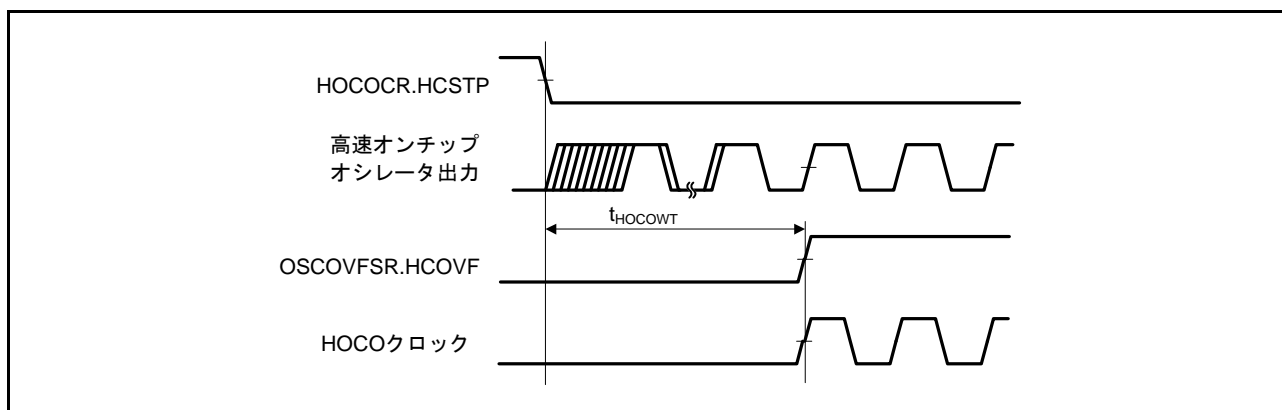 HOCOCR.HCSTP
高速オンチップ
オシレータ出力
tHOCOWT
OSCOVFSR.HCOVF
HOCOクロック